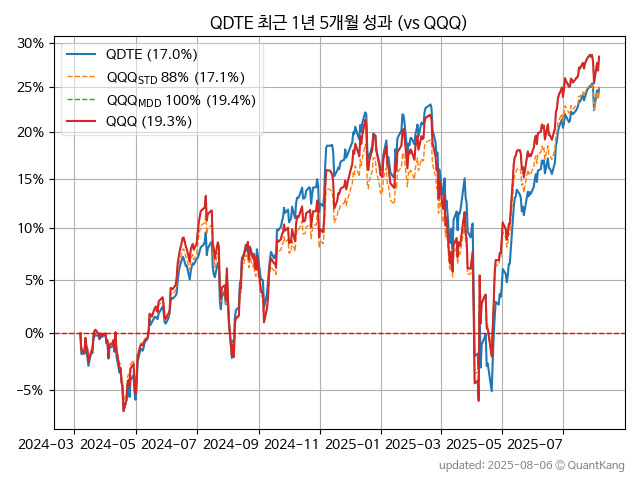 QDTE 최근 1년 5개월 성과 (vs QQQ)
QDTE (17.0%)
QQQSTD 88% (17.1%)
QQQMDD 100% (19.4%)
QQQ (19.3%)
30%
25%
20%
15%
10%
5%
0%
−5%
2024−03 2024−05 2024−07 2024−09 2024−11 2025−01 2025−03 2025−05 2025−07
updated: 2025-08-06 © QuantKang